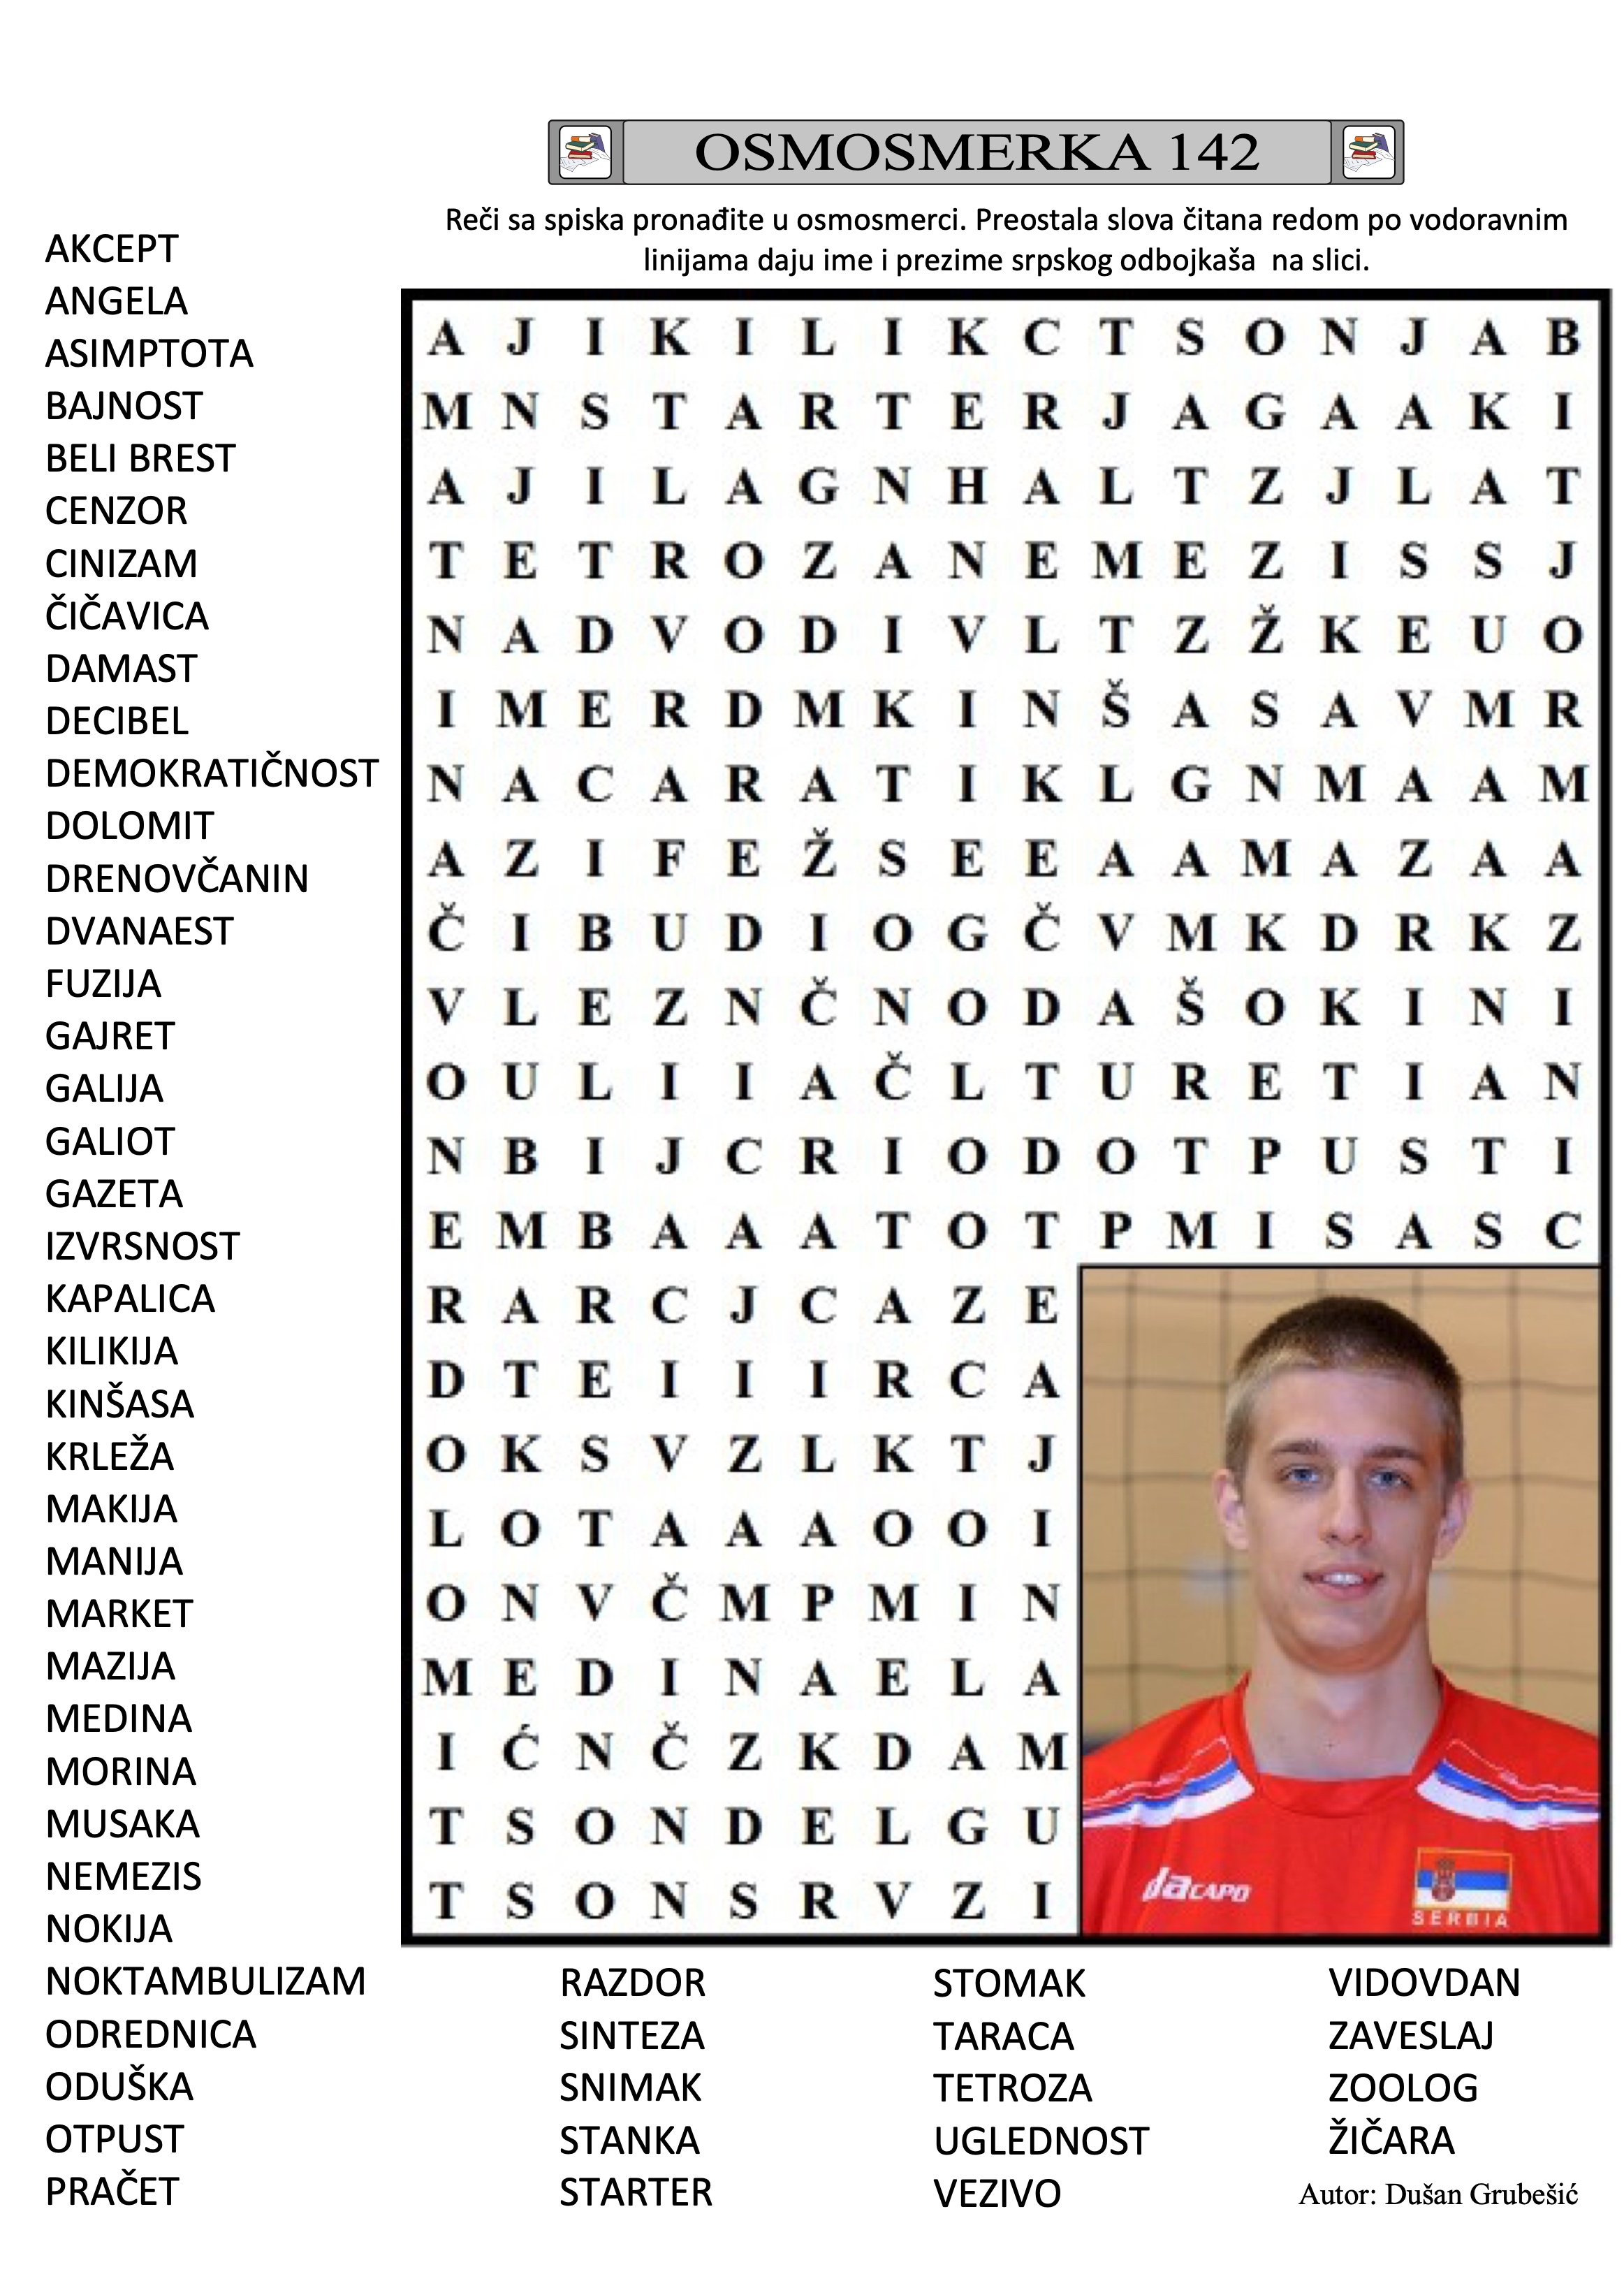 OSMOSMERKA 142
Reči sa spiska pronađite u osmosmerci. Preostala slova čitana redom po vodoravnim
linijama daju ime i prezime srpskog odbojkaša na slici.
AKCEPT
ANGELA
ASIMPTOTA
BAJNOST
BELI BREST
CENZOR
CINIZAM
ČIČAVICA
DAMAST
DECIBEL
DEMOKRATIČNOST
DOLOMIT
DRENOVČANIN
DVANAEST
FUZIJA
GAJRET
GALIJA
GALIOT
GAZETA
IZVRSNOST
KAPALICA
KILIKIJA
KINŠASA
KRLEŽA
MAKIJA
MANIJA
MARKET
MAZIJA
MEDINA
MORINA
MUSAKA
NEMEZIS
NOKIJA
NOKTAMBULIZAM
ODREDNICA
ODUŠKA
OTPUST
PRAČET
A J I K I L I K C T S O N J A B
M N S T A R T E R J A G A A K I
A J I L A G N H A L T Z J L A T
T E T R O Z A N E M E Z I S S J
N A D V O D I V L T Z Ž K E U O
I M E R D M K I N Š A S A V M R
N A C A R A T I K L G N M A A M
A Z I F E Ž S E E A A M A Z A A
Č I B U D I O G Č V M K D R K Z
V L E Z N Č N O D A Š O K I N I
O U L I I A Č L T U R E T I A N
N B I J C R I O D O T P U S T I
E M B A A A T O T P M I S A S C
R A R C J C A Z E
D T E I I I R C A
O K S V Z L K T J
L O T A A A O O I
O N V Č M P M I N
M E D I N A E L A
I Ć N Č Z K D A M
T S O N D E L G U
T S O N S R V Z I
daCAPO
SERBIA
RAZDOR
SINTEZA
SNIMAK
STANKA
STARTER
STOMAK
TARACA
TETROZA
UGLEDNOST
VEZIVO
VIDOVDAN
ZAVESLAJ
ZOOLOG
ŽIČARA
Autor: Dušan Grubešić